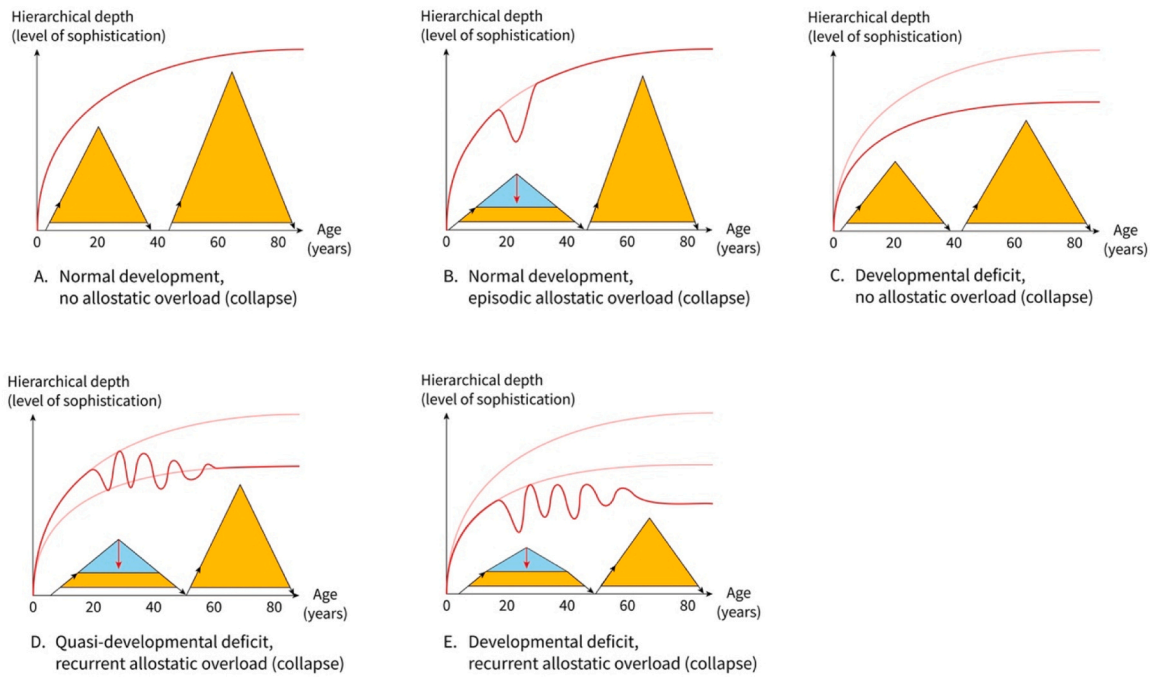 Hierarchical depth
(level of sophistication)
0 20 40 60 80
Age
(years)
A. Normal development,
no allostatic overload (collapse)
Hierarchical depth
(level of sophistication)
0 20 40 60 80
Age
(years)
B. Normal development,
episodic allostatic overload (collapse)
Hierarchical depth
(level of sophistication)
0 20 40 60 80
Age
(years)
C. Developmental deficit,
no allostatic overload (collapse)
Hierarchical depth
(level of sophistication)
0 20 40 60 80
Age
(years)
D. Quasi-developmental deficit,
recurrent allostatic overload (collapse)
Hierarchical depth
(level of sophistication)
0 20 40 60 80
Age
(years)
E. Developmental deficit,
recurrent allostatic overload (collapse)